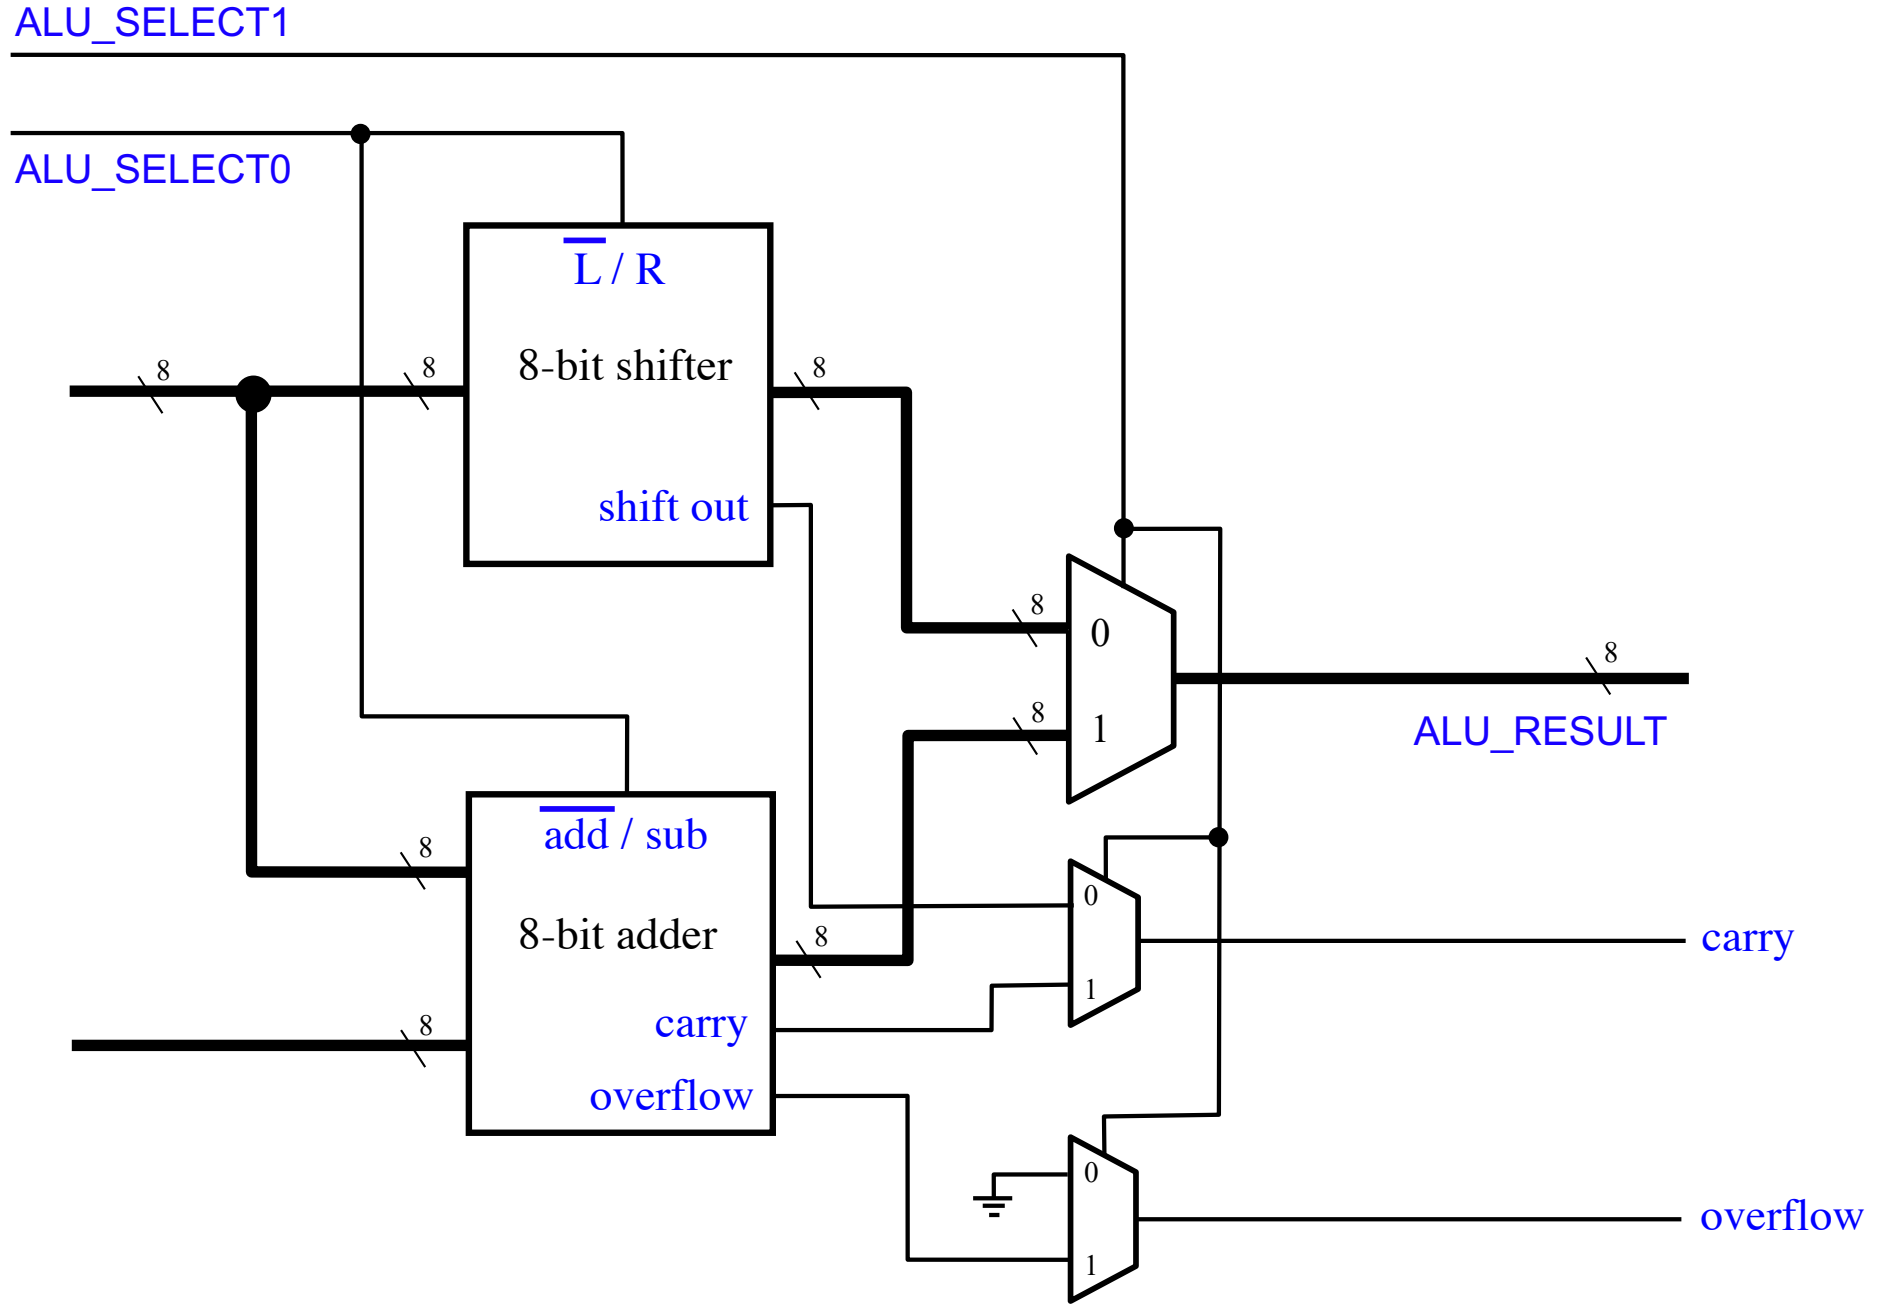 ALU_SELECT1
ALU_SELECT0
L / R
8-bit shifter
8
8
8
shift out
8
0
8
ALU_RESULT
8
1
add / sub
8
0
8-bit adder
8
carry
1
carry
8
overflow
0
overflow
1